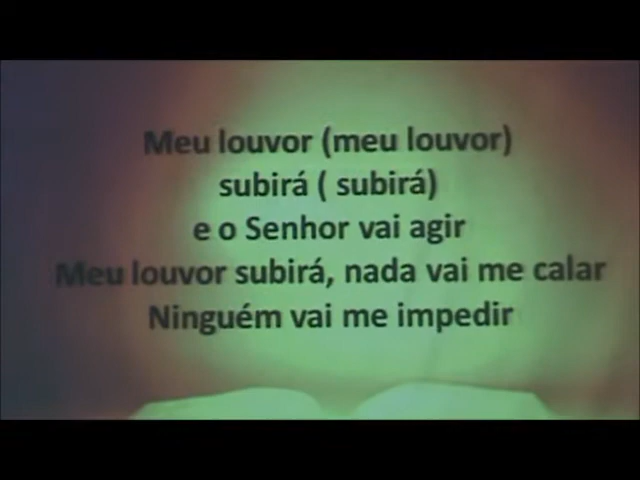 Meu louvor (meu louvor)
subirá ( subirá)
e o Senhor vai agir
Meu louvor subirá, nada vai me calar
Ninguém vai me impedir